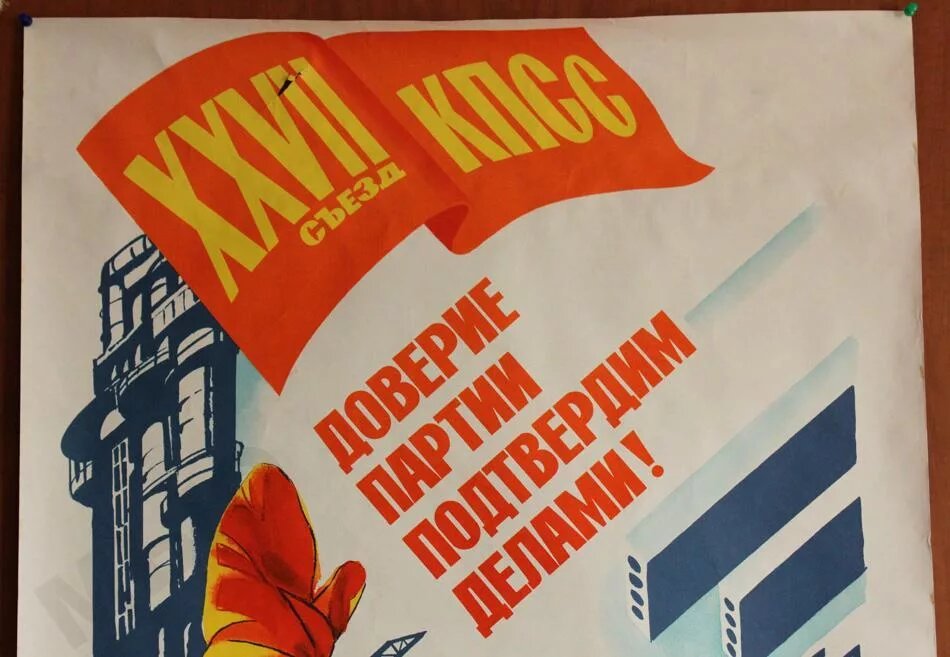 XXVII
СЪЕЗД
КПСС
ДОВЕРИЕ
ПАРТИИ
ПОДТВЕРДИМ
ДЕЛАМИ!